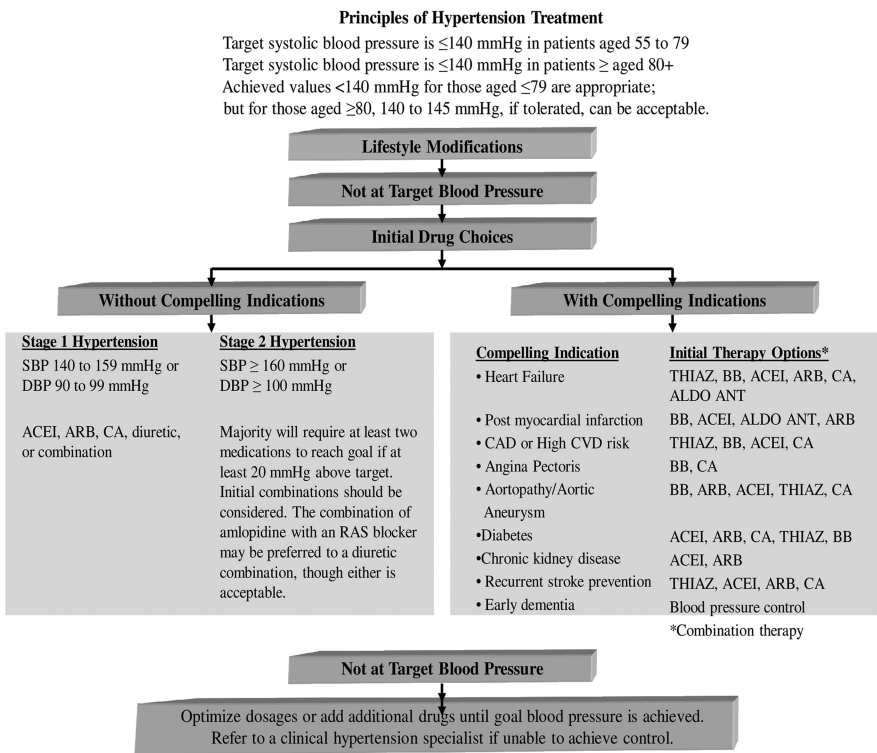 Principles of Hypertension Treatment
Target systolic blood pressure is ≤140 mmHg in patients aged 55 to 79
Target systolic blood pressure is ≤140 mmHg in patients ≥ aged 80+
Achieved values <140 mmHg for those aged ≤79 are appropriate;
but for those aged ≥80, 140 to 145 mmHg, if tolerated, can be acceptable.
Lifestyle Modifications
Not at Target Blood Pressure
Initial Drug Choices
Without Compelling Indications
Stage 1 Hypertension
SBP 140 to 159 mmHg or
DBP 90 to 99 mmHg
ACEI, ARB, CA, diuretic,
or combination
Stage 2 Hypertension
SBP ≥ 160 mmHg or
DBP ≥ 100 mmHg
Majority will require at least two
medications to reach goal if at
least 20 mmHg above target.
Initial combinations should be
considered. The combination of
amlopidine with an RAS blocker
may be preferred to a diuretic
combination, though either is
acceptable.
With Compelling Indications
Compelling Indication Initial Therapy Options*
• Heart Failure THIAZ, BB, ACEI, ARB, CA,
ALDO ANT
• Post myocardial infarction BB, ACEI, ALDO ANT, ARB
• CAD or High CVD risk THIAZ, BB, ACEI, CA
• Angina Pectoris BB, CA
• Aortopathy/Aortic BB, ARB, ACEI, THIAZ, CA
Aneurysm
•Diabetes ACEI, ARB, CA, THIAZ, BB
•Chronic kidney disease ACEI, ARB
• Recurrent stroke prevention THIAZ, ACEI, ARB, CA
• Early dementia Blood pressure control
*Combination therapy
Not at Target Blood Pressure
Optimize dosages or add additional drugs until goal blood pressure is achieved.
Refer to a clinical hypertension specialist if unable to achieve control.